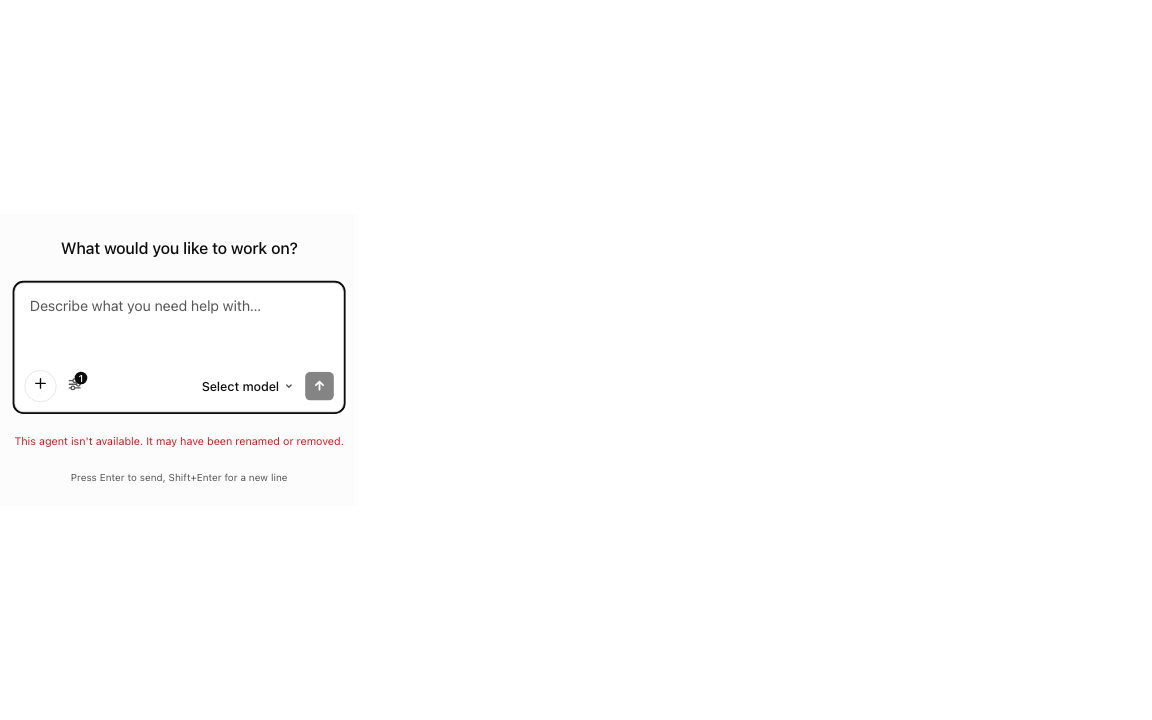 What would you like to work on?
Describe what you need help with...
1
Select model
This agent isn't available. It may have been renamed or removed.
Press Enter to send, Shift+Enter for a new line